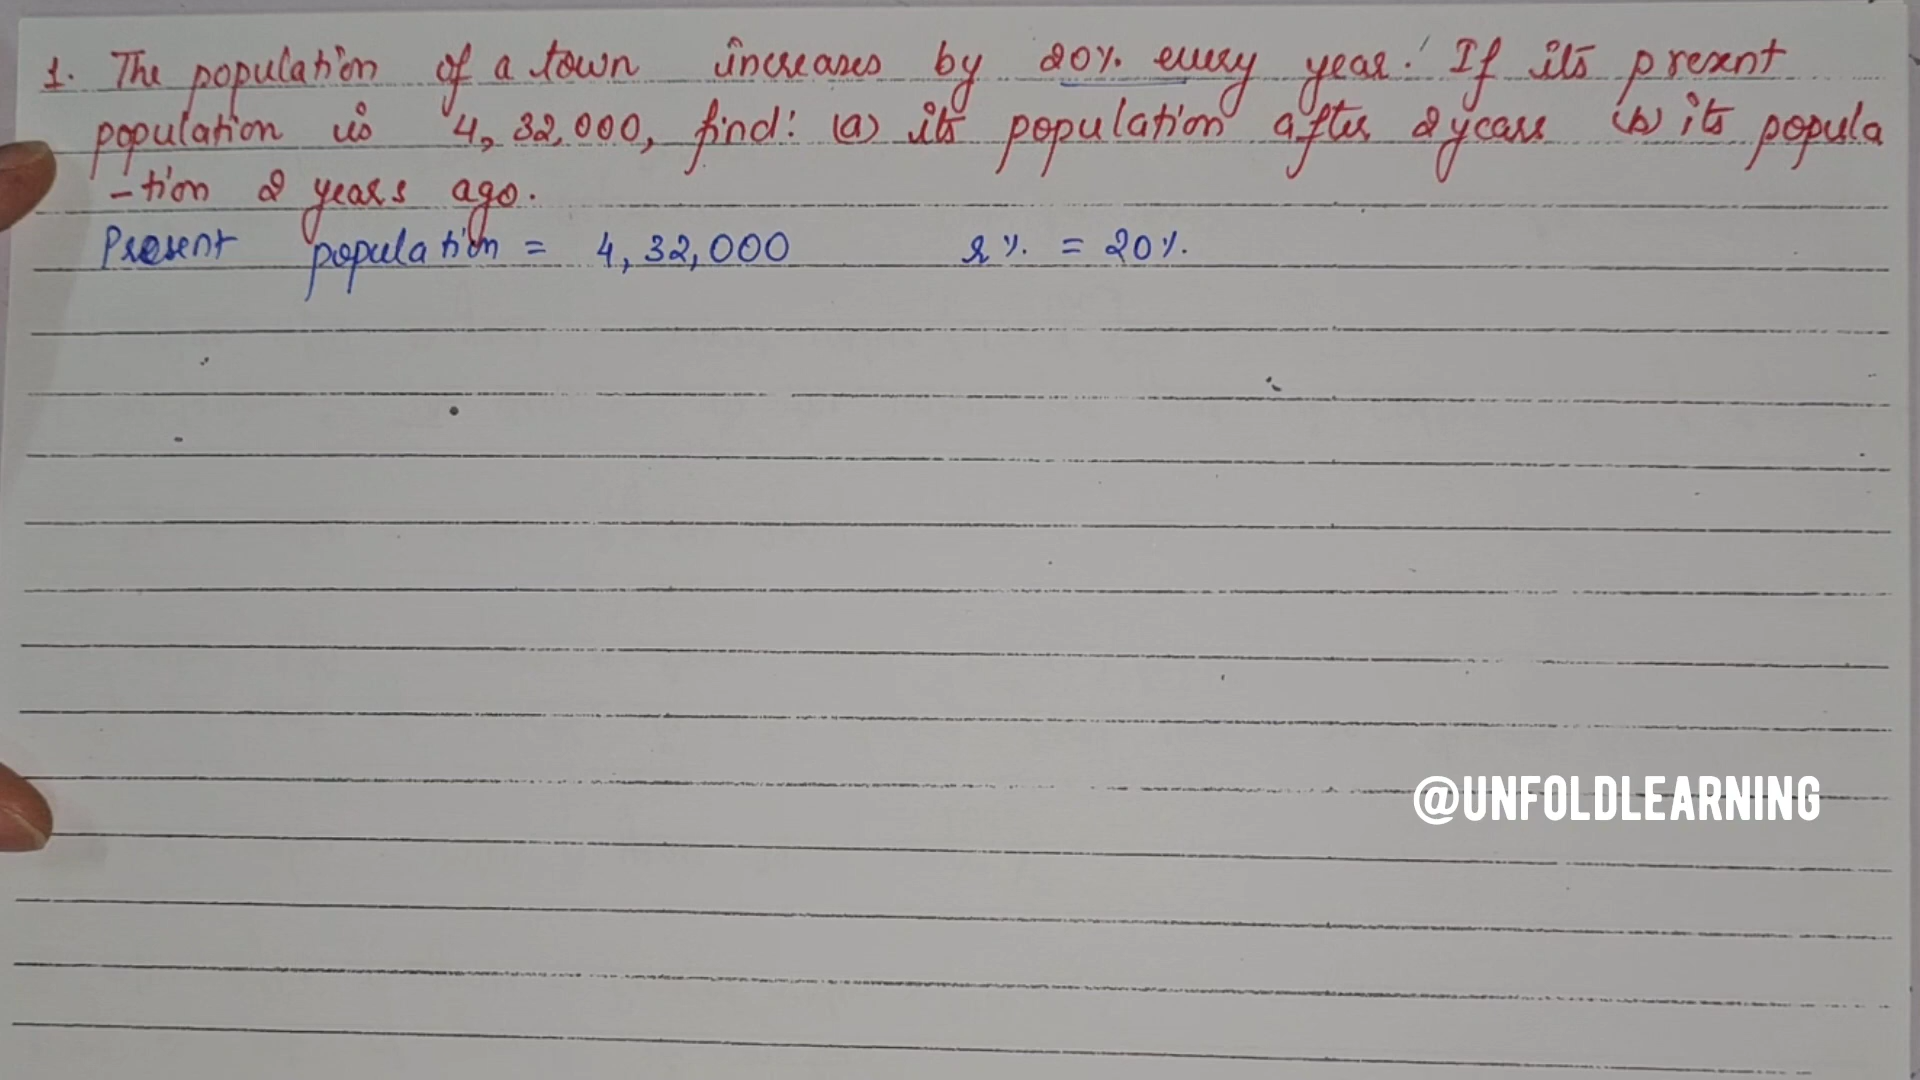 1. The population of a town increases by 20% every year. If its present
population is 4,32,000, find: (a) its population after 2 years (b) its popula
-tion 2 years ago.
Present population = 4,32,000 r% = 20%
@UNFOLDLEARNING